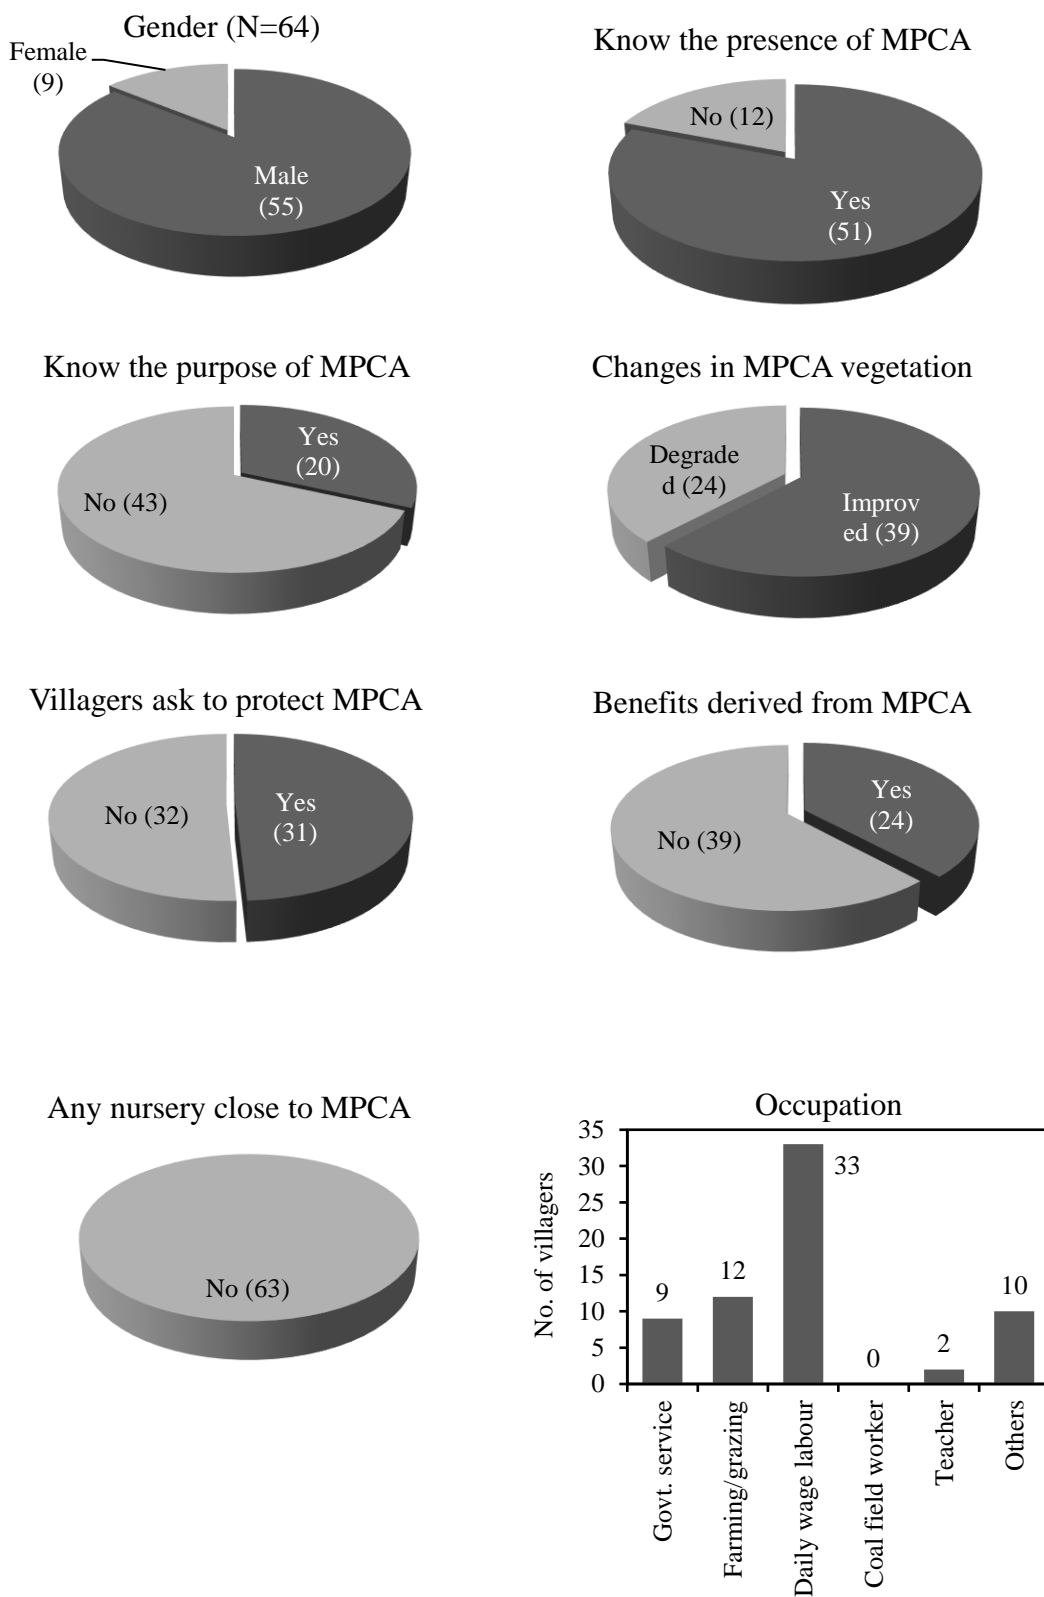 Gender (N=64)
Female
(9)
Male
(55)
Know the presence of MPCA
No (12)
Yes
(51)
Know the purpose of MPCA
Yes
(20)
No (43)
Changes in MPCA vegetation
Degrade
d (24)
Improv
ed (39)
Villagers ask to protect MPCA
No (32)
Yes
(31)
Benefits derived from MPCA
Yes
(24)
No (39)
Any nursery close to MPCA
No (63)
Occupation
No. of villagers
35
30
25
20
15
10
5
0
9
12
33
0
2
10
Govt. service
Farming/grazing
Daily wage labour
Coal field worker
Teacher
Others